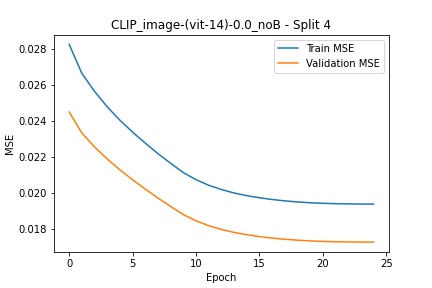 CLIP_image-(vit-14)-0.0_noB - Split 4
Train MSE
Validation MSE
MSE
0.028
0.026
0.024
0.022
0.020
0.018
0 5 10 15 20 25
Epoch